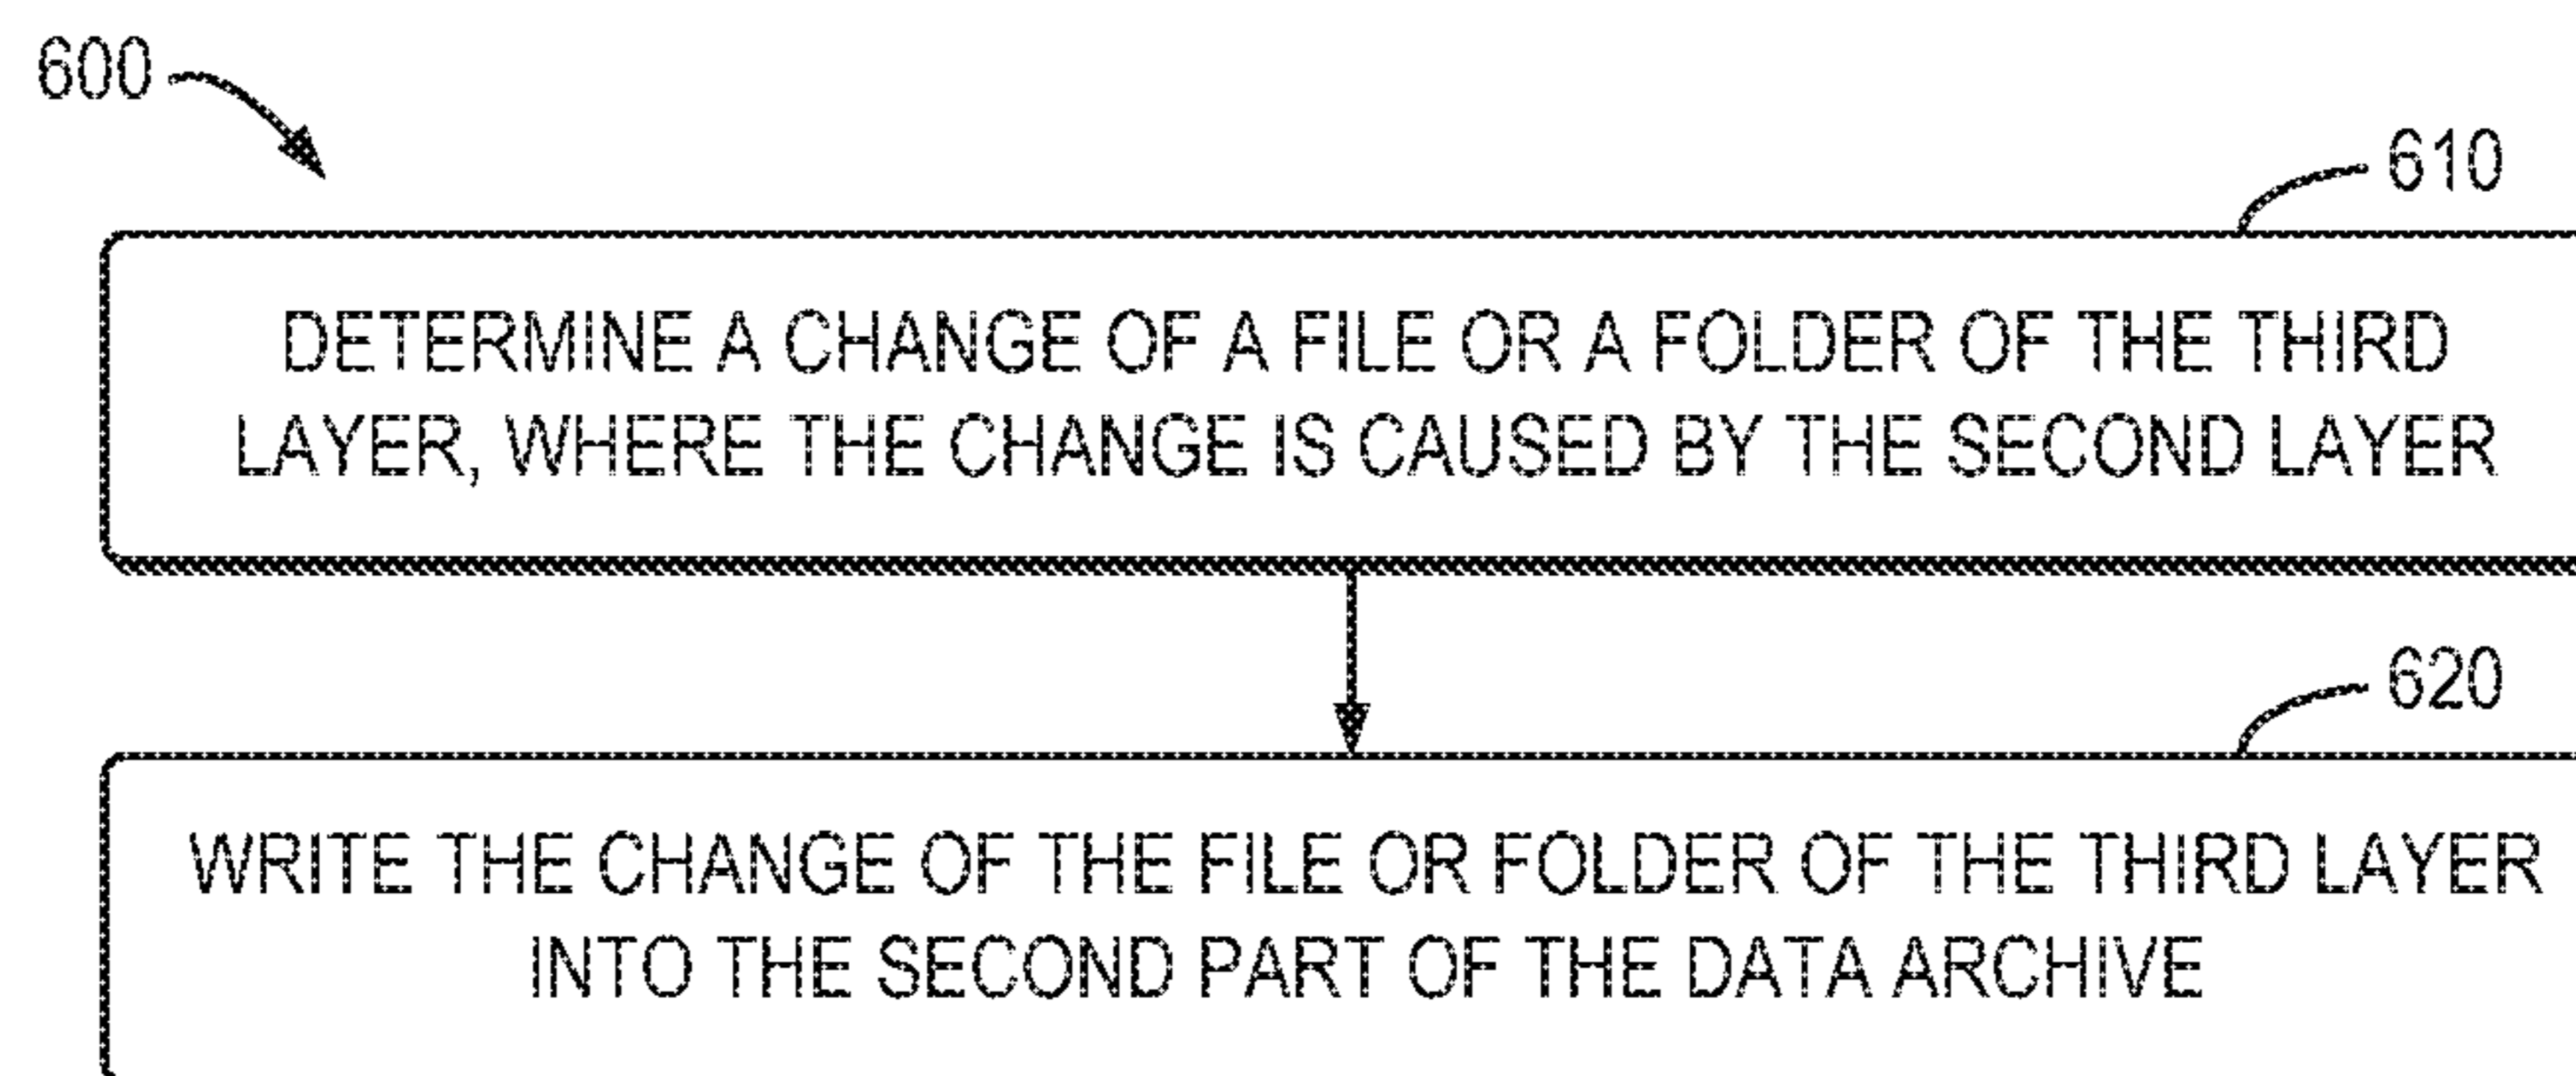 600
610
DETERMINE A CHANGE OF A FILE OR A FOLDER OF THE THIRD
LAYER, WHERE THE CHANGE IS CAUSED BY THE SECOND LAYER
620
WRITE THE CHANGE OF THE FILE OR FOLDER OF THE THIRD LAYER
INTO THE SECOND PART OF THE DATA ARCHIVE